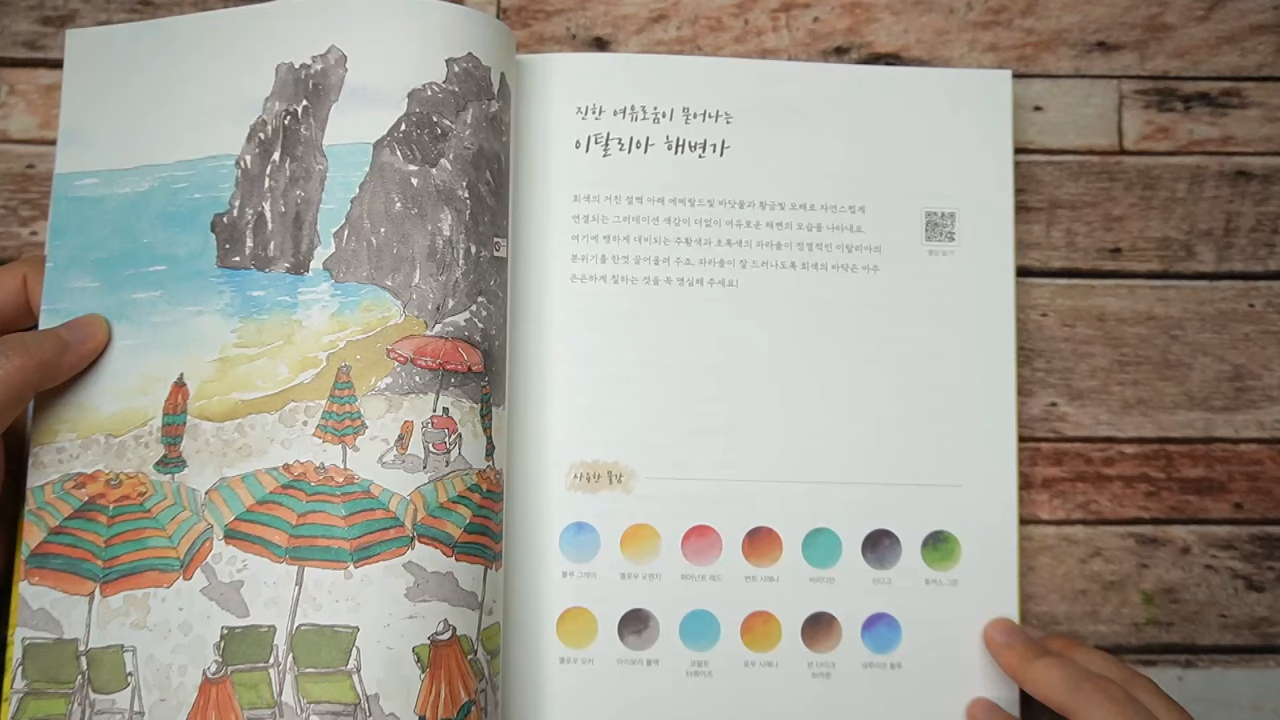 진한 여유로움이 묻어나는
이탈리아 해변가
회색의 거친 절벽 아래 에메랄드빛 바닷물과 황금빛 모래로 자연스럽게
연결되는 그러데이션 색감이 더없이 여유로운 해변의 모습을 나타내요.
여기에 쨍하게 대비되는 주황색과 초록색의 파라솔이 정열적인 이탈리아의
분위기를 한껏 끌어올려 주죠. 파라솔이 잘 드러나도록 회색의 바닥은 아주
은은하게 칠하는 것을 꼭 명심해 주세요!
영상 보기
사용한 물감
블루 그레이
옐로우 오렌지
퍼머넌트 레드
번트 시에나
비리디안
인디고
후커스 그린
옐로우 오커
아이보리 블랙
코발트
터콰이즈
로우 시에나
반 다이크
브라운